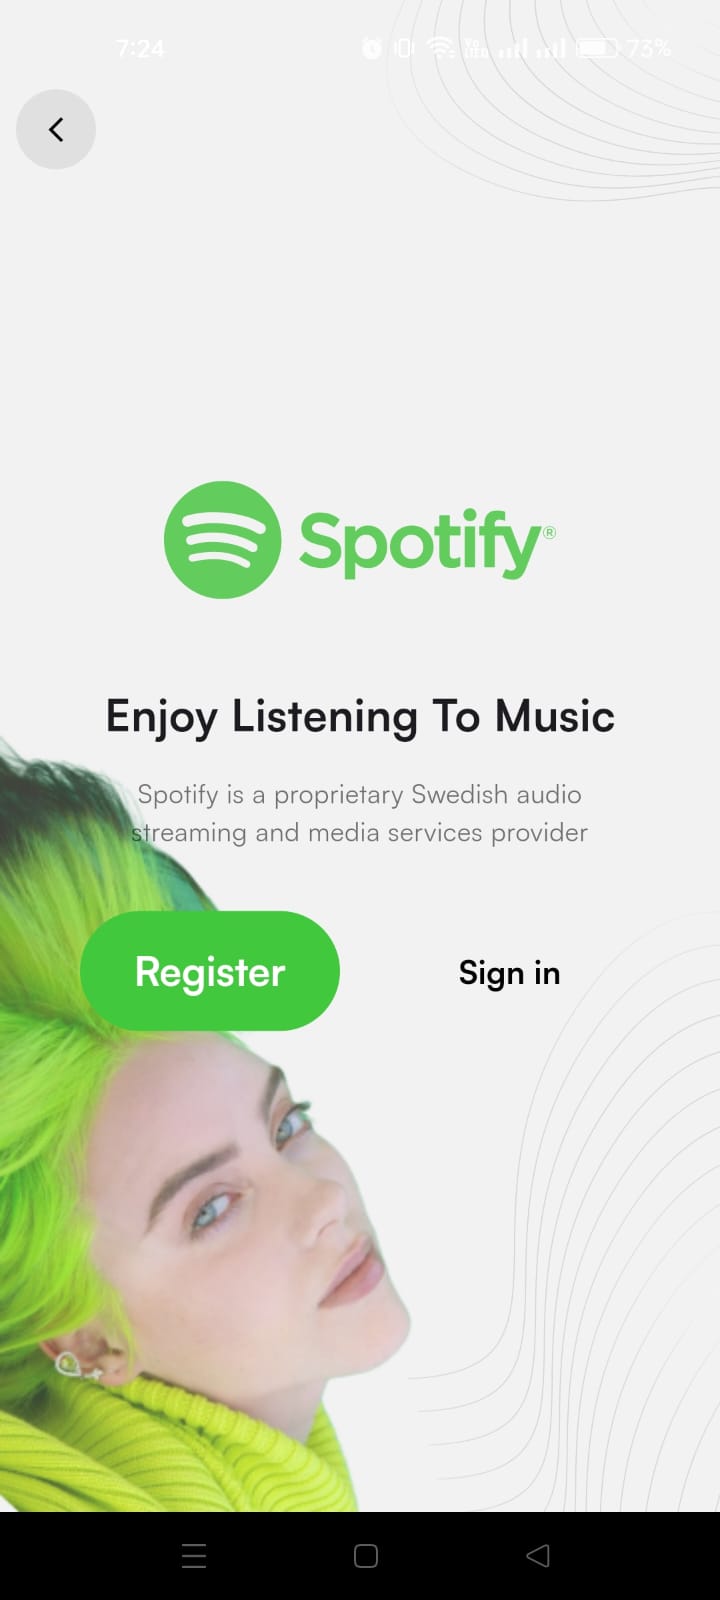 7:24
73%
Spotify®
Enjoy Listening To Music
Spotify is a proprietary Swedish audio
streaming and media services provider
Register
Sign in